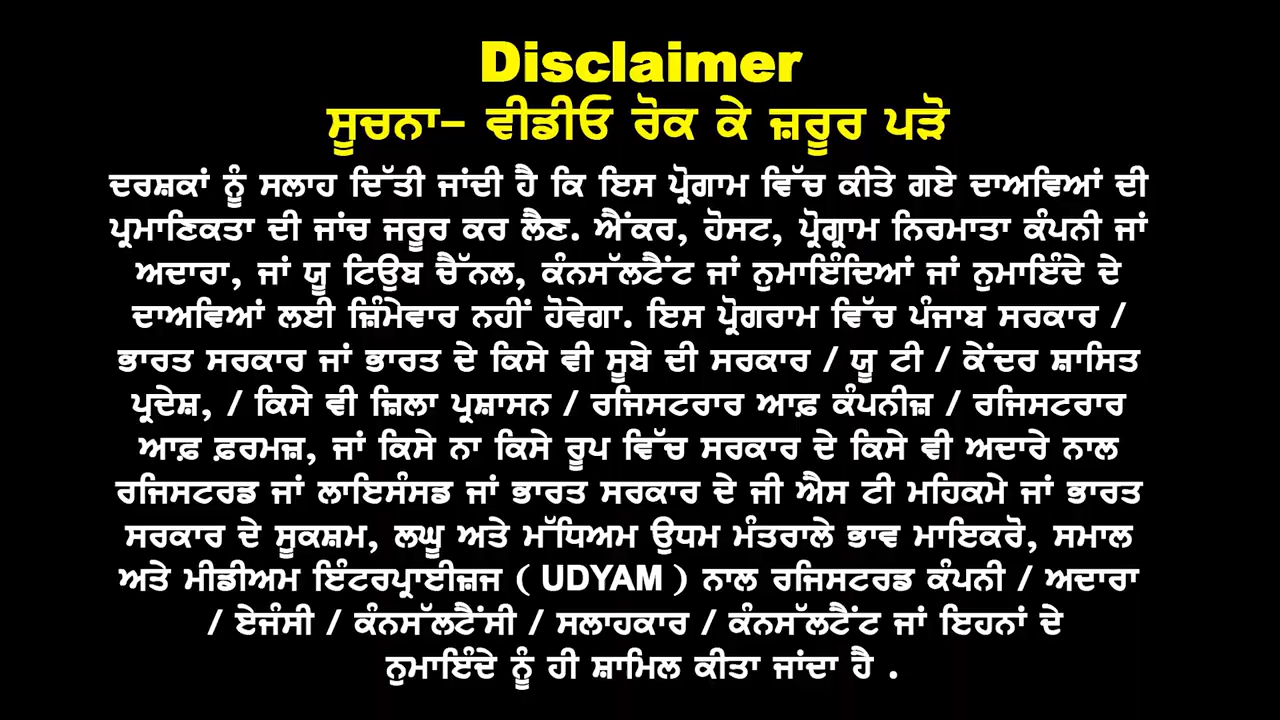 Disclaimer
ਸੂਚਨਾ- ਵੀਡੀਓ ਰੋਕ ਕੇ ਜ਼ਰੂਰ ਪੜੋ
ਦਰਸ਼ਕਾਂ ਨੂੰ ਸਲਾਹ ਦਿੱਤੀ ਜਾਂਦੀ ਹੈ ਕਿ ਇਸ ਪ੍ਰੋਗਾਮ ਵਿੱਚ ਕੀਤੇ ਗਏ ਦਾਅਵਿਆਂ ਦੀ
ਪ੍ਰਮਾਣਿਕਤਾ ਦੀ ਜਾਂਚ ਜਰੂਰ ਕਰ ਲੈਣ. ਐਂਕਰ, ਹੋਸਟ, ਪ੍ਰੋਗ੍ਰਾਮ ਨਿਰਮਾਤਾ ਕੰਪਨੀ ਜਾਂ
ਅਦਾਰਾ, ਜਾਂ ਯੂ ਟਿਉਬ ਚੈੱਨਲ, ਕੰਨਸੱਲਟੈਂਟ ਜਾਂ ਨੁਮਾਇੰਦਿਆਂ ਜਾਂ ਨੁਮਾਇੰਦੇ ਦੇ
ਦਾਅਵਿਆਂ ਲਈ ਜ਼ਿੰਮੇਵਾਰ ਨਹੀਂ ਹੋਵੇਗਾ. ਇਸ ਪ੍ਰੋਗਰਾਮ ਵਿੱਚ ਪੰਜਾਬ ਸਰਕਾਰ /
ਭਾਰਤ ਸਰਕਾਰ ਜਾਂ ਭਾਰਤ ਦੇ ਕਿਸੇ ਵੀ ਸੂਬੇ ਦੀ ਸਰਕਾਰ / ਯੂ ਟੀ / ਕੇਂਦਰ ਸ਼ਾਸਿਤ
ਪ੍ਰਦੇਸ਼, / ਕਿਸੇ ਵੀ ਜ਼ਿਲਾ ਪ੍ਰਸ਼ਾਸਨ / ਰਜਿਸਟਰਾਰ ਆਫ਼ ਕੰਪਨੀਜ਼ / ਰਜਿਸਟਰਾਰ
ਆਫ਼ ਫ਼ਰਮਜ਼, ਜਾਂ ਕਿਸੇ ਨਾ ਕਿਸੇ ਰੂਪ ਵਿੱਚ ਸਰਕਾਰ ਦੇ ਕਿਸੇ ਵੀ ਅਦਾਰੇ ਨਾਲ
ਰਜਿਸਟਰਡ ਜਾਂ ਲਾਇਸੰਸਡ ਜਾਂ ਭਾਰਤ ਸਰਕਾਰ ਦੇ ਜੀ ਐਸ ਟੀ ਮਹਿਕਮੇ ਜਾਂ ਭਾਰਤ
ਸਰਕਾਰ ਦੇ ਸੂਕਸ਼ਮ, ਲਘੂ ਅਤੇ ਮੱਧਿਅਮ ਉਧਮ ਮੰਤਰਾਲੇ ਭਾਵ ਮਾਇਕਰੋ, ਸਮਾਲ
ਅਤੇ ਮੀਡੀਅਮ ਇੰਟਰਪ੍ਰਾਈਜ਼ਜ ( UDYAM ) ਨਾਲ ਰਜਿਸਟਰਡ ਕੰਪਨੀ / ਅਦਾਰਾ
/ ਏਜੰਸੀ / ਕੰਨਸੱਲਟੈਂਸੀ / ਸਲਾਹਕਾਰ / ਕੰਨਸੱਲਟੈਂਟ ਜਾਂ ਇਹਨਾਂ ਦੇ
ਨੁਮਾਇੰਦੇ ਨੂੰ ਹੀ ਸ਼ਾਮਿਲ ਕੀਤਾ ਜਾਂਦਾ ਹੈ .